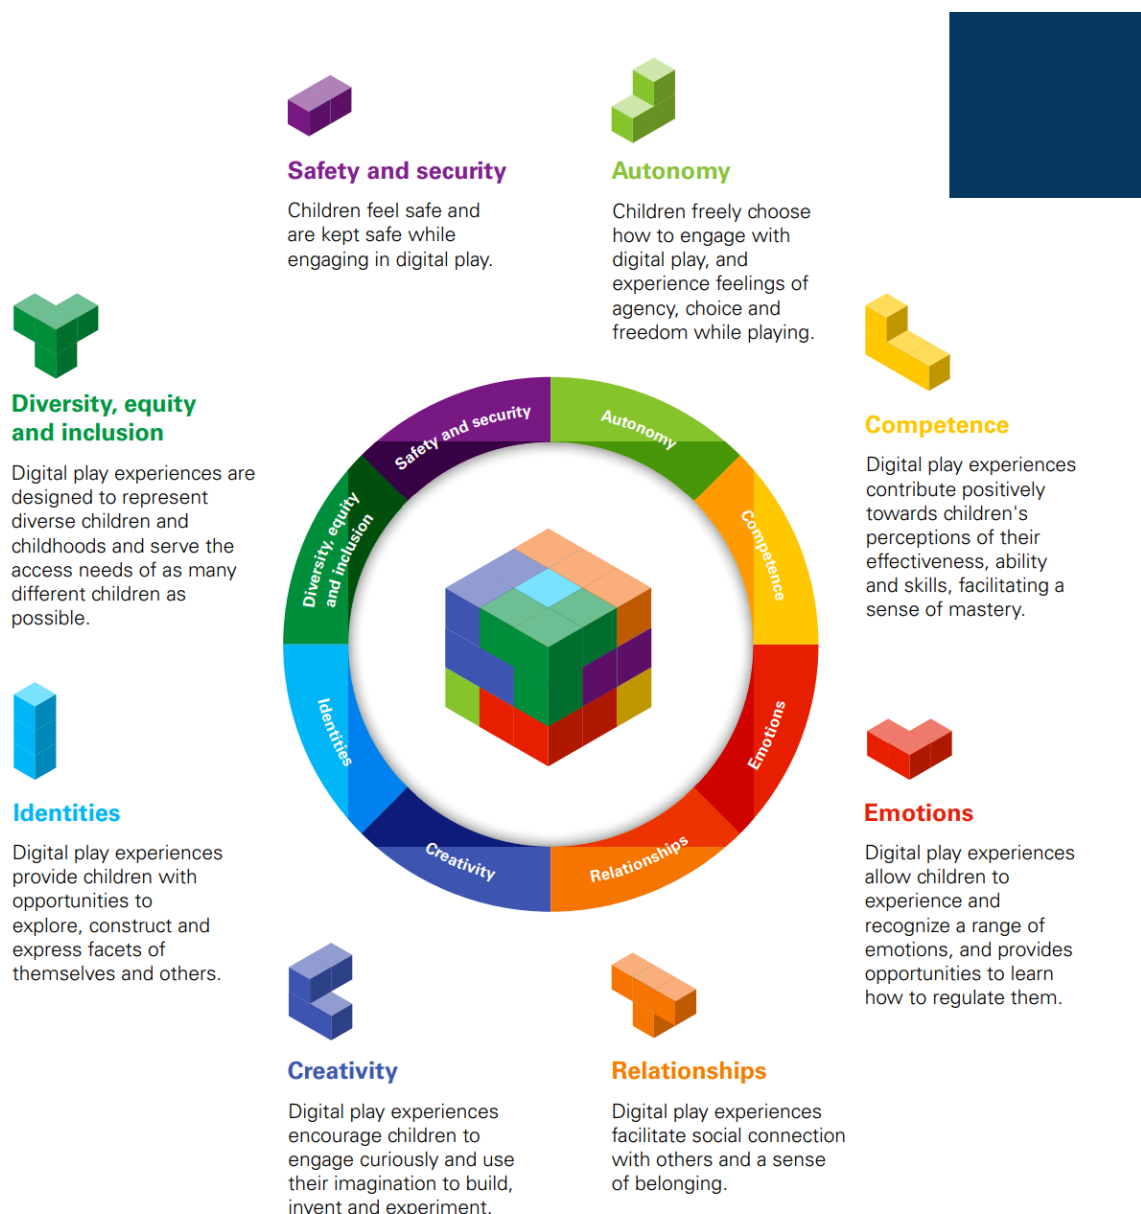 Safety and security
Children feel safe and
are kept safe while
engaging in digital play.
Autonomy
Children freely choose
how to engage with
digital play, and
experience feelings of
agency, choice and
freedom while playing.
Diversity, equity
and inclusion
Digital play experiences are
designed to represent
diverse children and
childhoods and serve the
access needs of as many
different children as
possible.
Competence
Digital play experiences
contribute positively
towards children's
perceptions of their
effectiveness, ability
and skills, facilitating a
sense of mastery.
Safety and security
Autonomy
Competence
Emotions
Relationships
Creativity
Identities
Diversity, equity
and inclusion
Identities
Digital play experiences
provide children with
opportunities to
explore, construct and
express facets of
themselves and others.
Emotions
Digital play experiences
allow children to
experience and
recognize a range of
emotions, and provides
opportunities to learn
how to regulate them.
Creativity
Digital play experiences
encourage children to
engage curiously and use
their imagination to build,
invent and experiment.
Relationships
Digital play experiences
facilitate social connection
with others and a sense
of belonging.